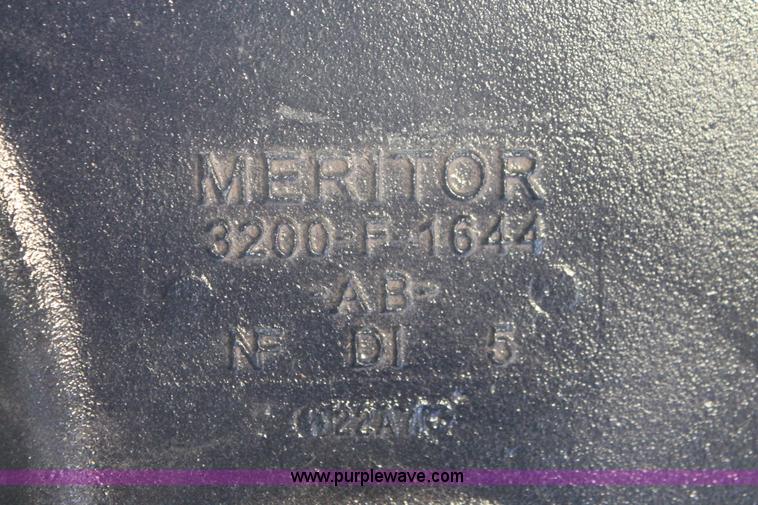 MERITOR
3200-F-1644
-AB-
NF DI 5
www.purplewave.com